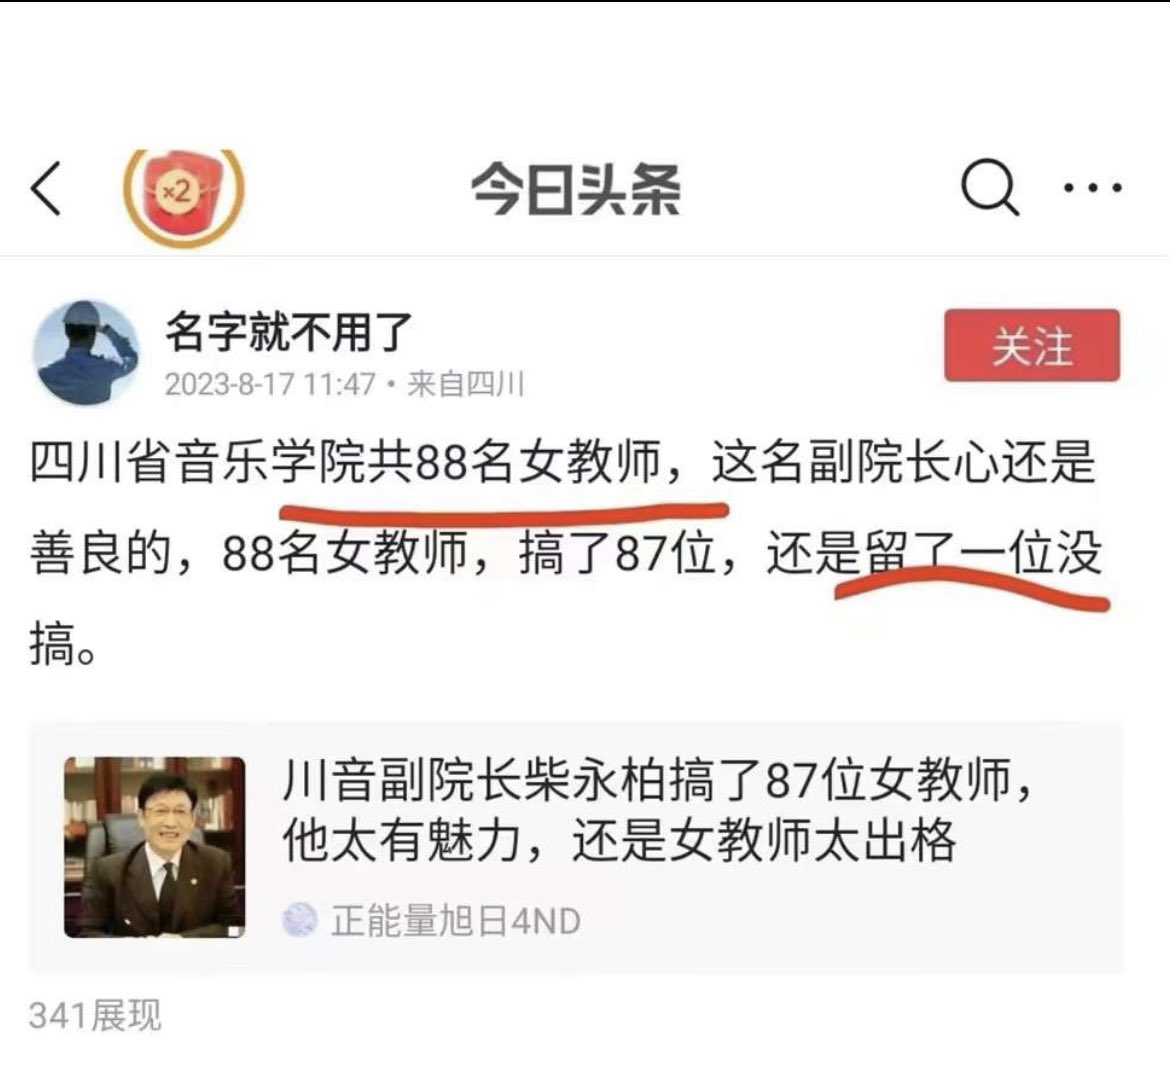 ×2
今日头条
名字就不用了
2023-8-17 11:47 · 来自四川
关注
四川省音乐学院共88名女教师，这名副院长心还是
善良的，88名女教师，搞了87位，还是留了一位没
搞。
川音副院长柴永柏搞了87位女教师，
他太有魅力，还是女教师太出格
正能量旭日4ND
341展现